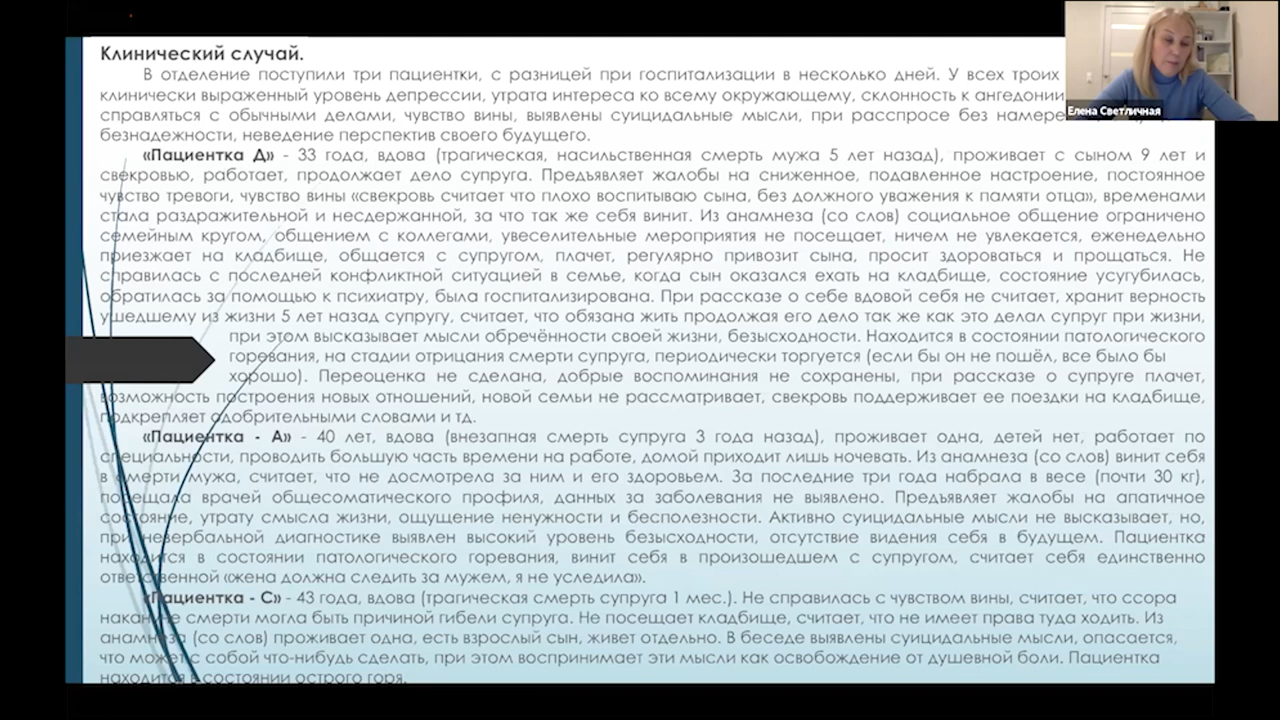 Клинический случай.
В отделение поступили три пациентки, с разницей при госпитализации в несколько дней. У всех троих
клинически выраженный уровень депрессии, утрата интереса ко всему окружающему, склонность к ангедонии,
справляться с обычными делами, чувство вины, выявлены суицидальные мысли, при расспросе без намере
безнадежности, неведение перспектив своего будущего.
«Пациентка Д» - 33 года, вдова (трагическая, насильственная смерть мужа 5 лет назад), проживает с сыном 9 лет и
свекровью, работает, продолжает дело супруга. Предъявляет жалобы на сниженное, подавленное настроение, постоянное
чувство тревоги, чувство вины «свекровь считает что плохо воспитываю сына, без должного уважения к памяти отца», временами
стала раздражительной и несдержанной, за что так же себя винит. Из анамнеза (со слов) социальное общение ограничено
семейным кругом, общением с коллегами, увеселительные мероприятия не посещает, ничем не увлекается, еженедельно
приезжает на кладбище, общается с супругом, плачет, регулярно привозит сына, просит здороваться и прощаться. Не
справилась с последней конфликтной ситуацией в семье, когда сын оказался ехать на кладбище, состояние усугубилась,
обратилась за помощью к психиатру, была госпитализирована. При рассказе о себе вдовой себя не считает, хранит верность
ушедшему из жизни 5 лет назад супругу, считает, что обязана жить продолжая его дело так же как это делал супруг при жизни,
при этом высказывает мысли обречённости своей жизни, безысходности. Находится в состоянии патологического
горевания, на стадии отрицания смерти супруга, периодически торгуется (если бы он не пошёл, все было бы
хорошо). Переоценка не сделана, добрые воспоминания не сохранены, при рассказе о супруге плачет,
возможность построения новых отношений, новой семьи не рассматривает, свекровь поддерживает ее поездки на кладбище,
подкрепляет одобрительными словами и тд.
«Пациентка - А» - 40 лет, вдова (внезапная смерть супруга 3 года назад), проживает одна, детей нет, работает по
специальности, проводить большую часть времени на работе, домой приходит лишь ночевать. Из анамнеза (со слов) винит себя
в смерти мужа, считает, что не досмотрела за ним и его здоровьем. За последние три года набрала в весе (почти 30 кг),
посещала врачей общесоматического профиля, данных за заболевания не выявлено. Предъявляет жалобы на апатичное
состояние, утрату смысла жизни, ощущение ненужности и бесполезности. Активно суицидальные мысли не высказывает, но,
при невербальной диагностике выявлен высокий уровень безысходности, отсутствие видения себя в будущем. Пациентка
находится в состоянии патологического горевания, винит себя в произошедшем с супругом, считает себя единственно
ответственной «жена должна следить за мужем, я не уследила».
«Пациентка - С» - 43 года, вдова (трагическая смерть супруга 1 мес.). Не справилась с чувством вины, считает, что ссора
накануне смерти могла быть причиной гибели супруга. Не посещает кладбище, считает, что не имеет права туда ходить. Из
анамнеза (со слов) проживает одна, есть взрослый сын, живет отдельно. В беседе выявлены суицидальные мысли, опасается,
что может с собой что-нибудь сделать, при этом воспринимает эти мысли как освобождение от душевной боли. Пациентка
находится в состоянии острого горя.
Елена Светличная